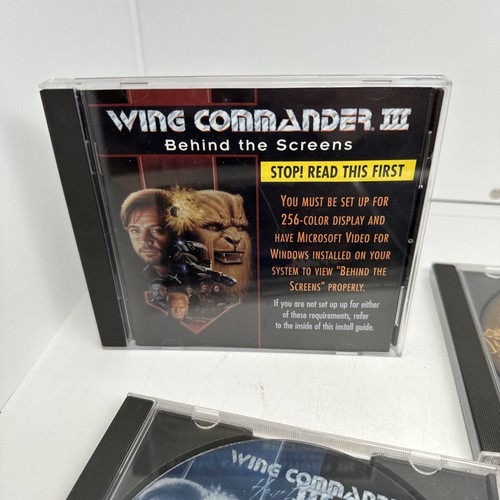 WING COMMANDER III
Behind the Screens
STOP! READ THIS FIRST
YOU MUST BE SET UP FOR
256-COLOR DISPLAY AND
HAVE MICROSOFT VIDEO FOR
WINDOWS INSTALLED ON YOUR
SYSTEM TO VIEW "BEHIND THE
SCREENS" PROPERLY.
If you are not set up up for either
of these requirements, refer
to the inside of this install guide.
WING COMMANDER
III